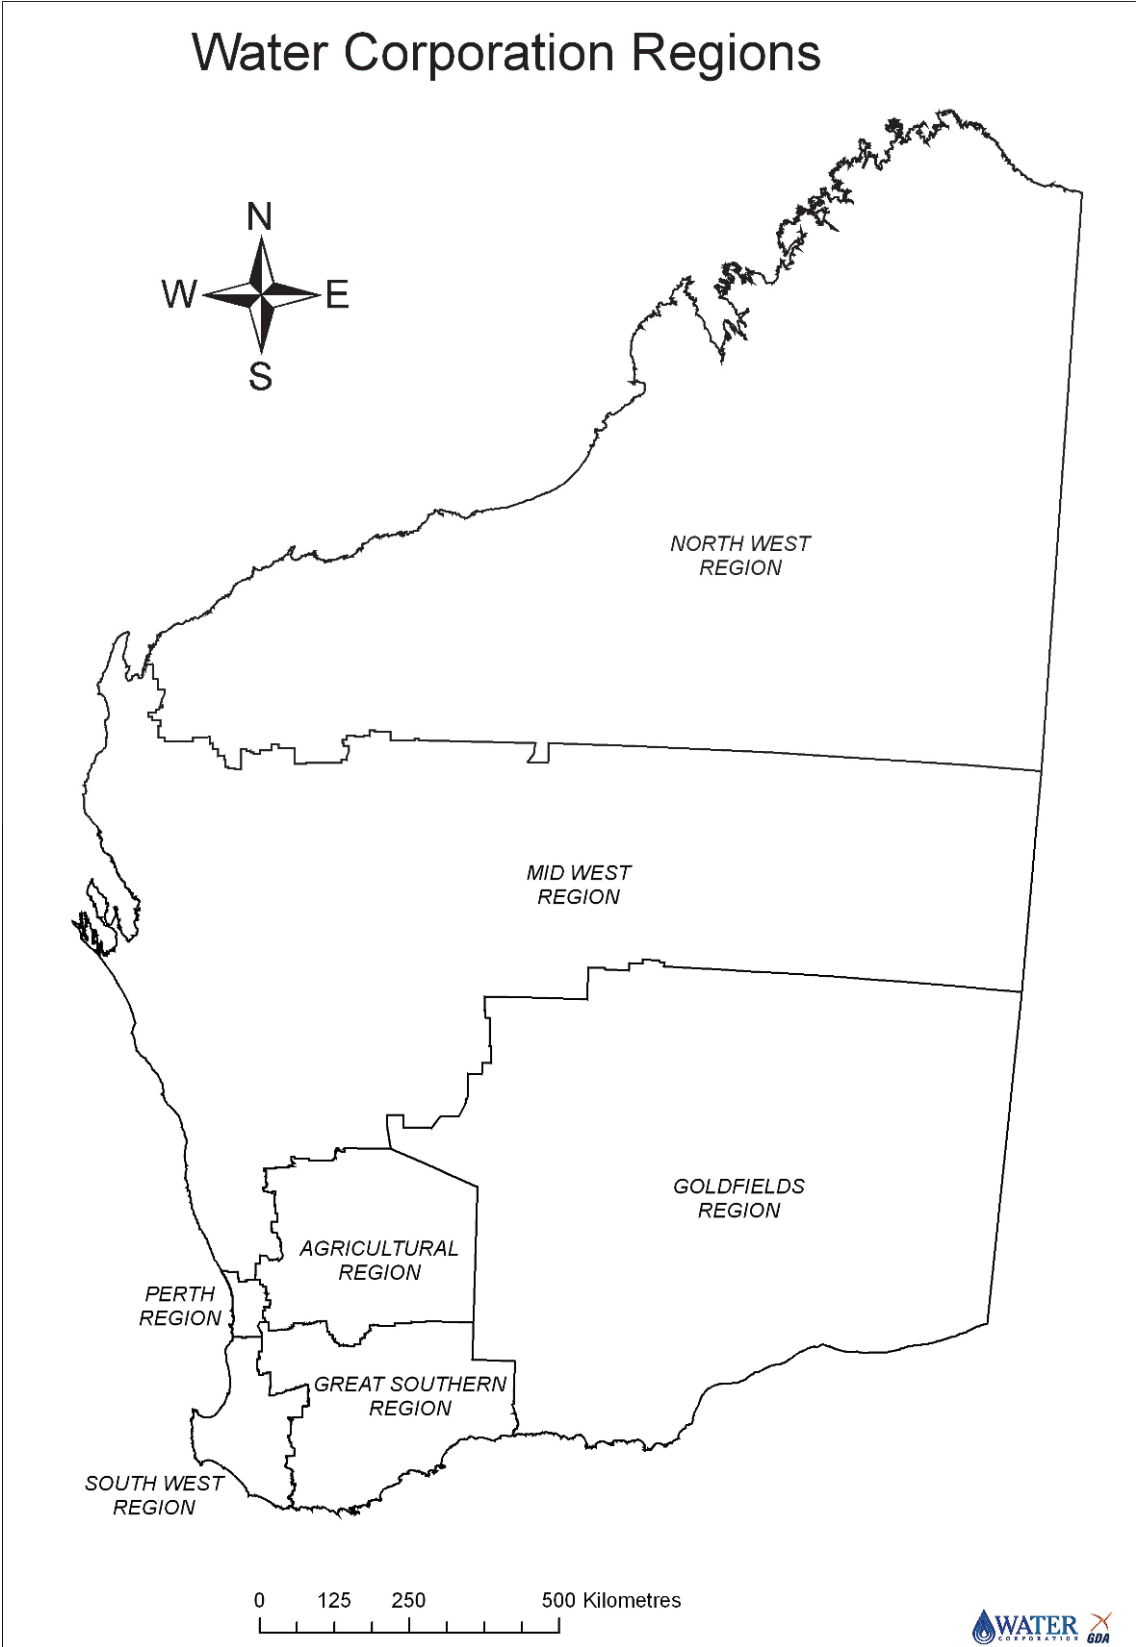 Water Corporation Regions
N
W E
S
NORTH WEST
REGION
MID WEST
REGION
GOLDFIELDS
REGION
AGRICULTURAL
REGION
PERTH
REGION
GREAT SOUTHERN
REGION
SOUTH WEST
REGION
0 125 250 500 Kilometres
WATER
CORPORATION
GDA